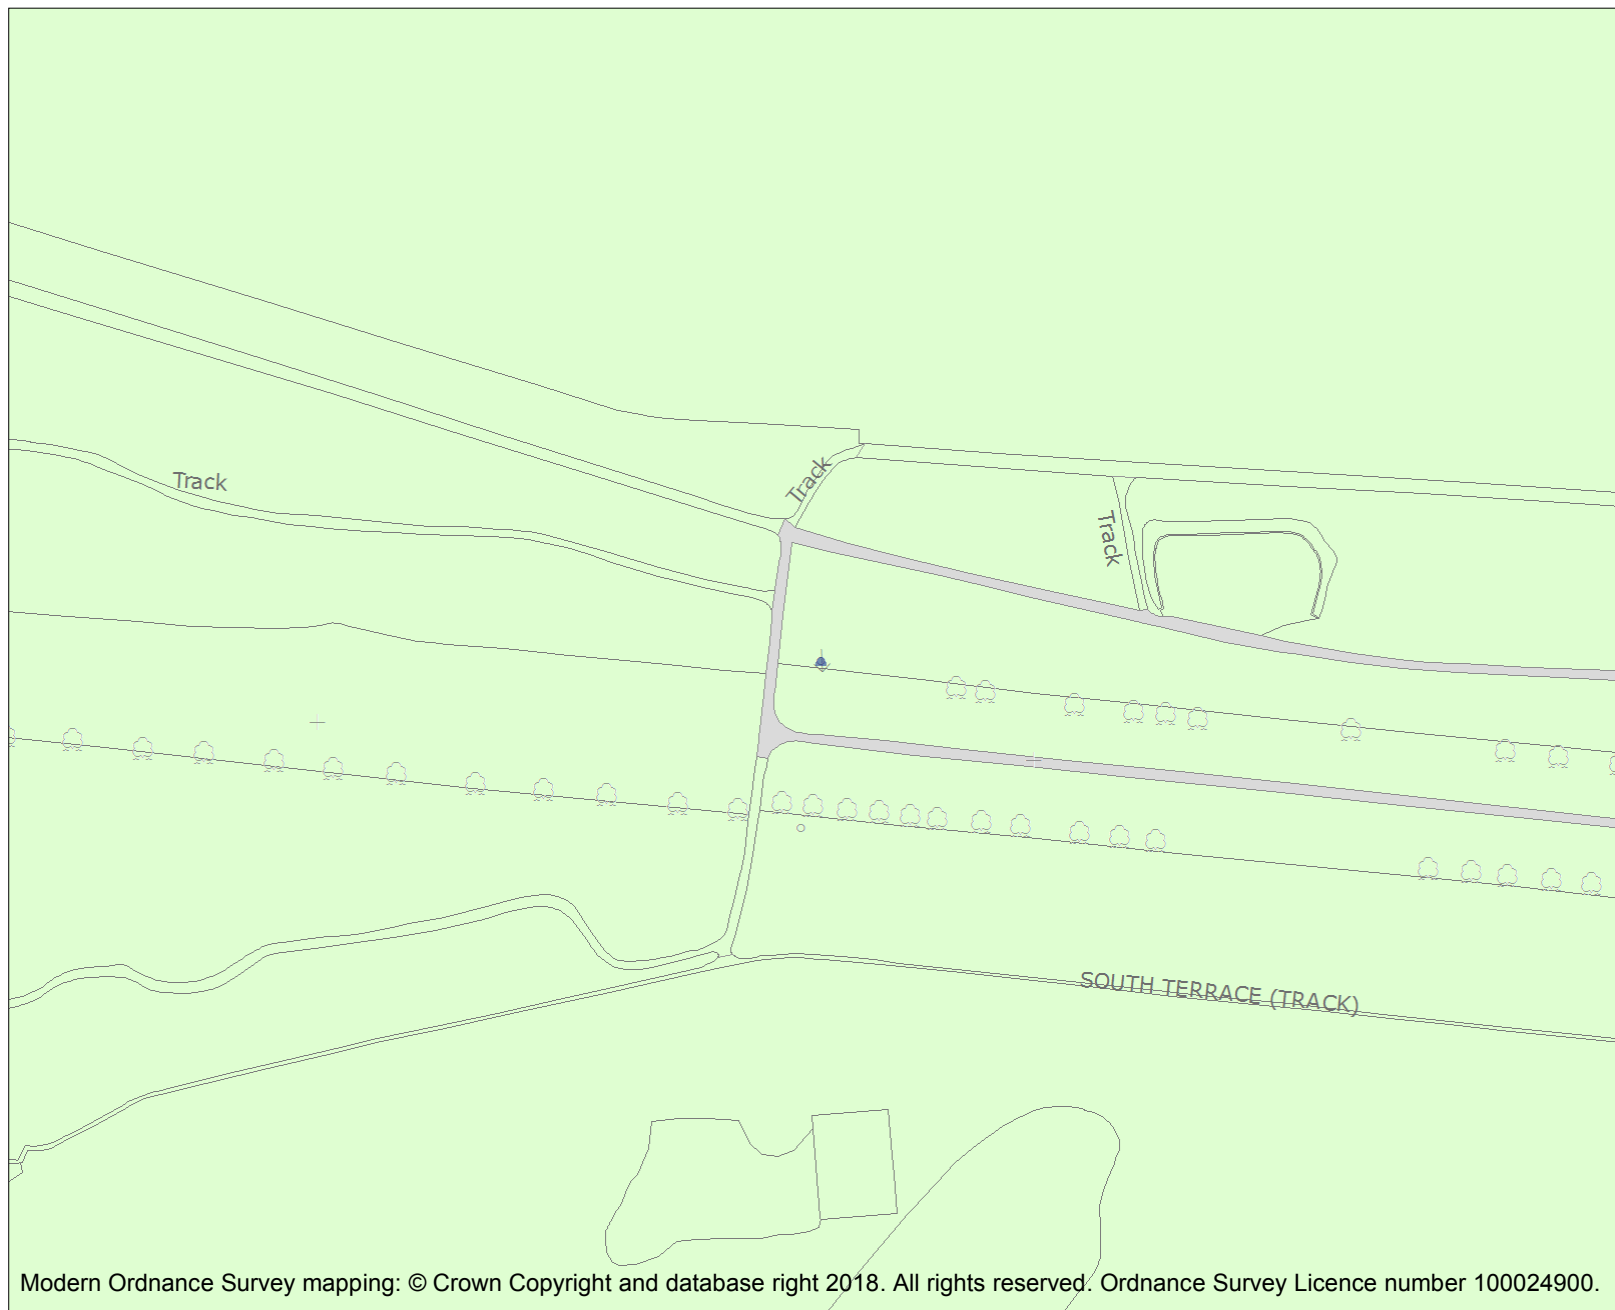 Track
Track
Track
SOUTH TERRACE (TRACK)
Modern Ordnance Survey mapping: © Crown Copyright and database right 2018. All rights reserved. Ordnance Survey Licence number 100024900.